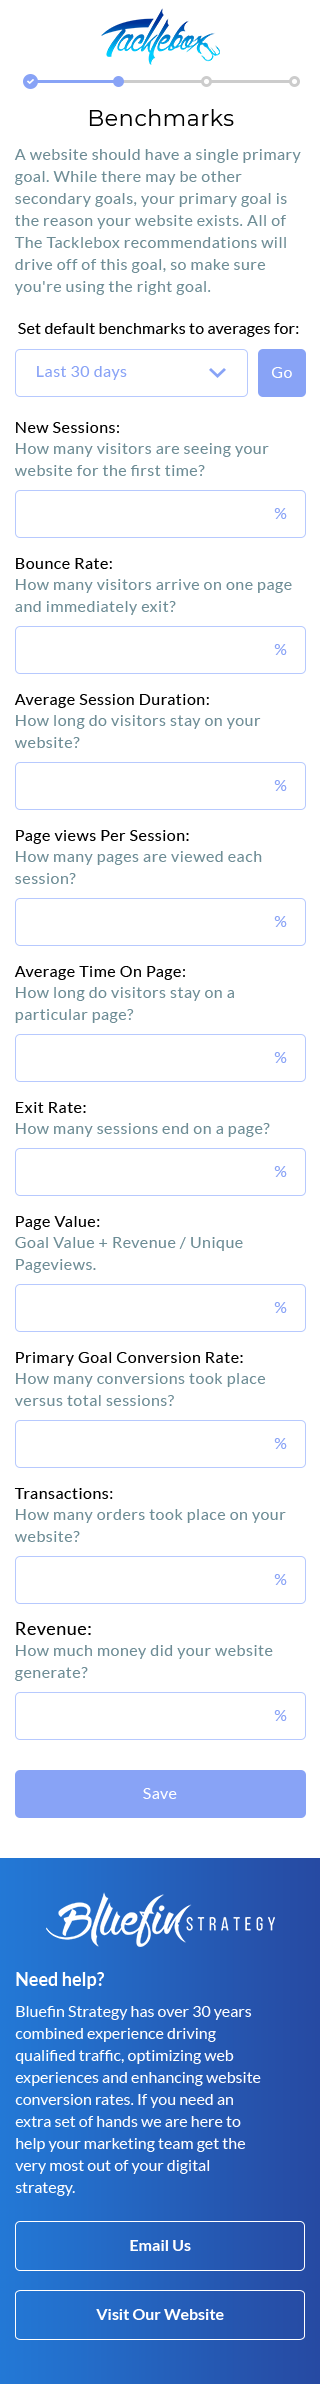 Tacklebox
Benchmarks
A website should have a single primary
goal. While there may be other
secondary goals, your primary goal is
the reason your website exists. All of
The Tacklebox recommendations will
drive off of this goal, so make sure
you're using the right goal.
Set default benchmarks to averages for:
Last 30 days
Go
New Sessions:
How many visitors are seeing your
website for the first time?
%
Bounce Rate:
How many visitors arrive on one page
and immediately exit?
%
Average Session Duration:
How long do visitors stay on your
website?
%
Page views Per Session:
How many pages are viewed each
session?
%
Average Time On Page:
How long do visitors stay on a
particular page?
%
Exit Rate:
How many sessions end on a page?
%
Page Value:
Goal Value + Revenue / Unique
Pageviews.
%
Primary Goal Conversion Rate:
How many conversions took place
versus total sessions?
%
Transactions:
How many orders took place on your
website?
%
Revenue:
How much money did your website
generate?
%
Save
Bluefin STRATEGY
Need help?
Bluefin Strategy has over 30 years
combined experience driving
qualified traffic, optimizing web
experiences and enhancing website
conversion rates. If you need an
extra set of hands we are here to
help your marketing team get the
very most out of your digital
strategy.
Email Us
Visit Our Website